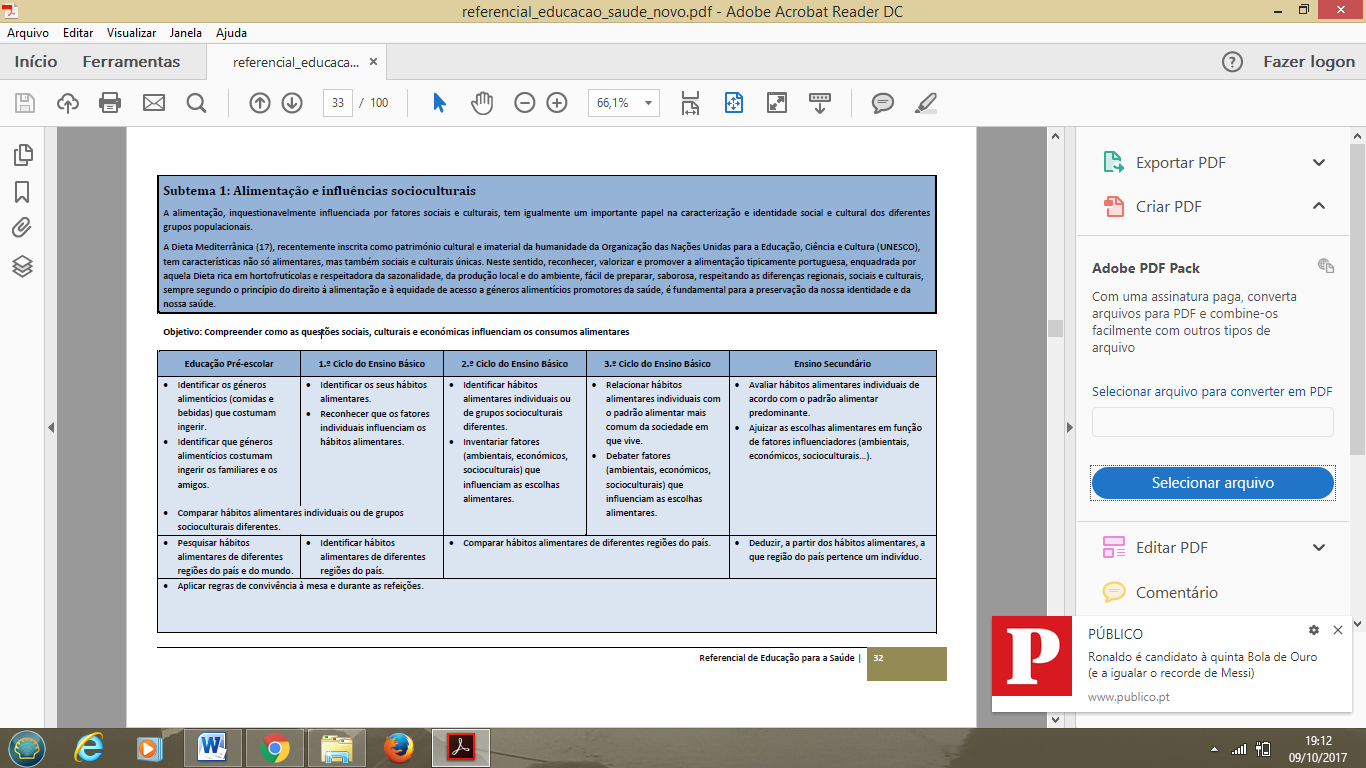 referencial_educacao_saude_novo.pdf - Adobe Acrobat Reader DC
Arquivo Editar Visualizar Janela Ajuda
Início Ferramentas referencial_educaca... × Fazer logon
33 / 100 66,1%
Subtema 1: Alimentação e influências socioculturais
A alimentação, inquestionavelmente influenciada por fatores sociais e culturais, tem igualmente um importante papel na caracterização e identidade social e cultural dos diferentes
grupos populacionais.
A Dieta Mediterrânica (17), recentemente inscrita como património cultural e imaterial da humanidade da Organização das Nações Unidas para a Educação, Ciência e Cultura (UNESCO),
tem características não só alimentares, mas também sociais e culturais únicas. Neste sentido, reconhecer, valorizar e promover a alimentação tipicamente portuguesa, enquadrada por
aquela Dieta rica em hortofrutícolas e respeitadora da sazonalidade, da produção local e do ambiente, fácil de preparar, saborosa, respeitando as diferenças regionais, sociais e culturais,
sempre segundo o princípio do direito à alimentação e à equidade de acesso a géneros alimentícios promotores da saúde, é fundamental para a preservação da nossa identidade e da
nossa saúde.
Objetivo: Compreender como as questões sociais, culturais e económicas influenciam os consumos alimentares
Educação Pré-escolar
1.º Ciclo do Ensino Básico
2.º Ciclo do Ensino Básico
3.º Ciclo do Ensino Básico
Ensino Secundário
• Identificar os géneros
alimentícios (comidas e
bebidas) que costumam
ingerir.
• Identificar que géneros
alimentícios costumam
ingerir os familiares e os
amigos.
• Identificar os seus hábitos
alimentares.
• Reconhecer que os fatores
individuais influenciam os
hábitos alimentares.
• Comparar hábitos alimentares individuais ou de grupos
socioculturais diferentes.
• Identificar hábitos
alimentares individuais ou
de grupos socioculturais
diferentes.
• Inventariar fatores
(ambientais, económicos,
socioculturais) que
influenciam as escolhas
alimentares.
• Relacionar hábitos
alimentares individuais com
o padrão alimentar mais
comum da sociedade em
que vive.
• Debater fatores
(ambientais, económicos,
socioculturais) que
influenciam as escolhas
alimentares.
• Avaliar hábitos alimentares individuais de
acordo com o padrão alimentar
predominante.
• Ajuizar as escolhas alimentares em função
de fatores influenciadores (ambientais,
económicos, socioculturais...).
• Pesquisar hábitos
alimentares de diferentes
regiões do país e do mundo.
• Identificar hábitos
alimentares de diferentes
regiões do país.
• Comparar hábitos alimentares de diferentes regiões do país.
• Deduzir, a partir dos hábitos alimentares, a
que região do país pertence um indivíduo.
• Aplicar regras de convivência à mesa e durante as refeições.
Referencial de Educação para a Saúde | 32
Exportar PDF
Criar PDF
Adobe PDF Pack
Com uma assinatura paga, converta
arquivos para PDF e combine-os
facilmente com outros tipos de
arquivo
Selecionar arquivo para converter em PDF
Selecionar arquivo
Editar PDF
Comentário
P
PÚBLICO
Ronaldo é candidato à quinta Bola de Ouro
(e a igualar o recorde de Messi)
www.publico.pt
19:12
09/10/2017